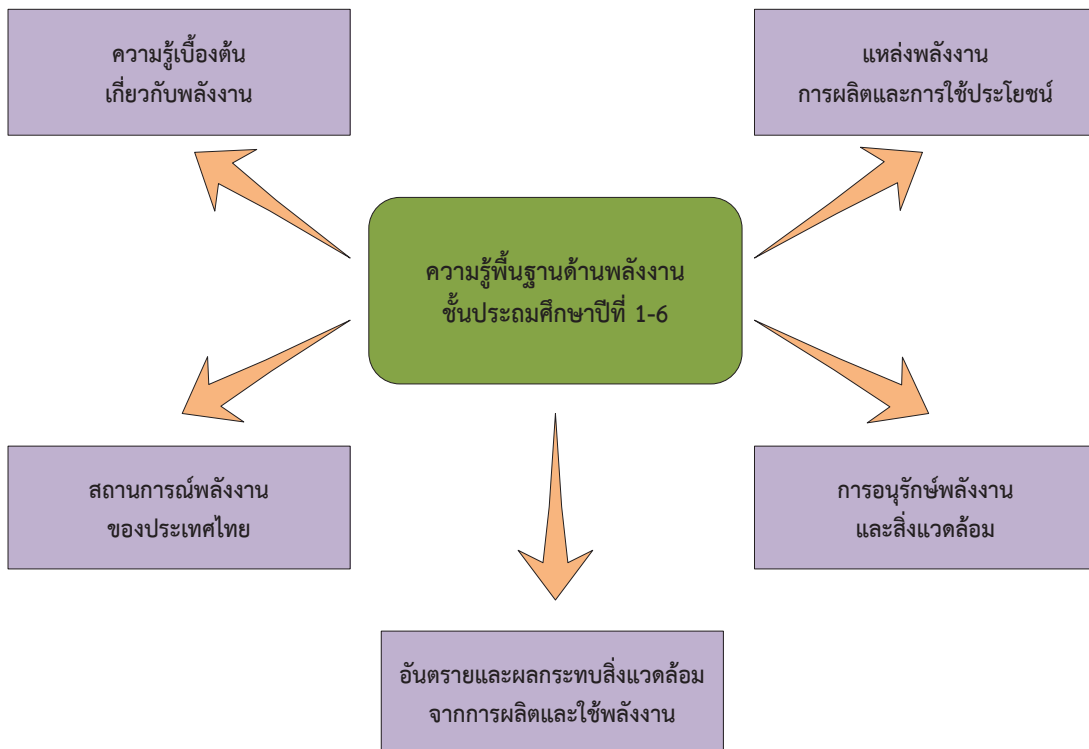 ความรู้เบื้องต้น
เกี่ยวกับพลังงาน
แหล่งพลังงาน
การผลิตและการใช้ประโยชน์
ความรู้พื้นฐานด้านพลังงาน
ชั้นประถมศึกษาปีที่ 1-6
สถานการณ์พลังงาน
ของประเทศไทย
การอนุรักษ์พลังงาน
และสิ่งแวดล้อม
อันตรายและผลกระทบสิ่งแวดล้อม
จากการผลิตและใช้พลังงาน